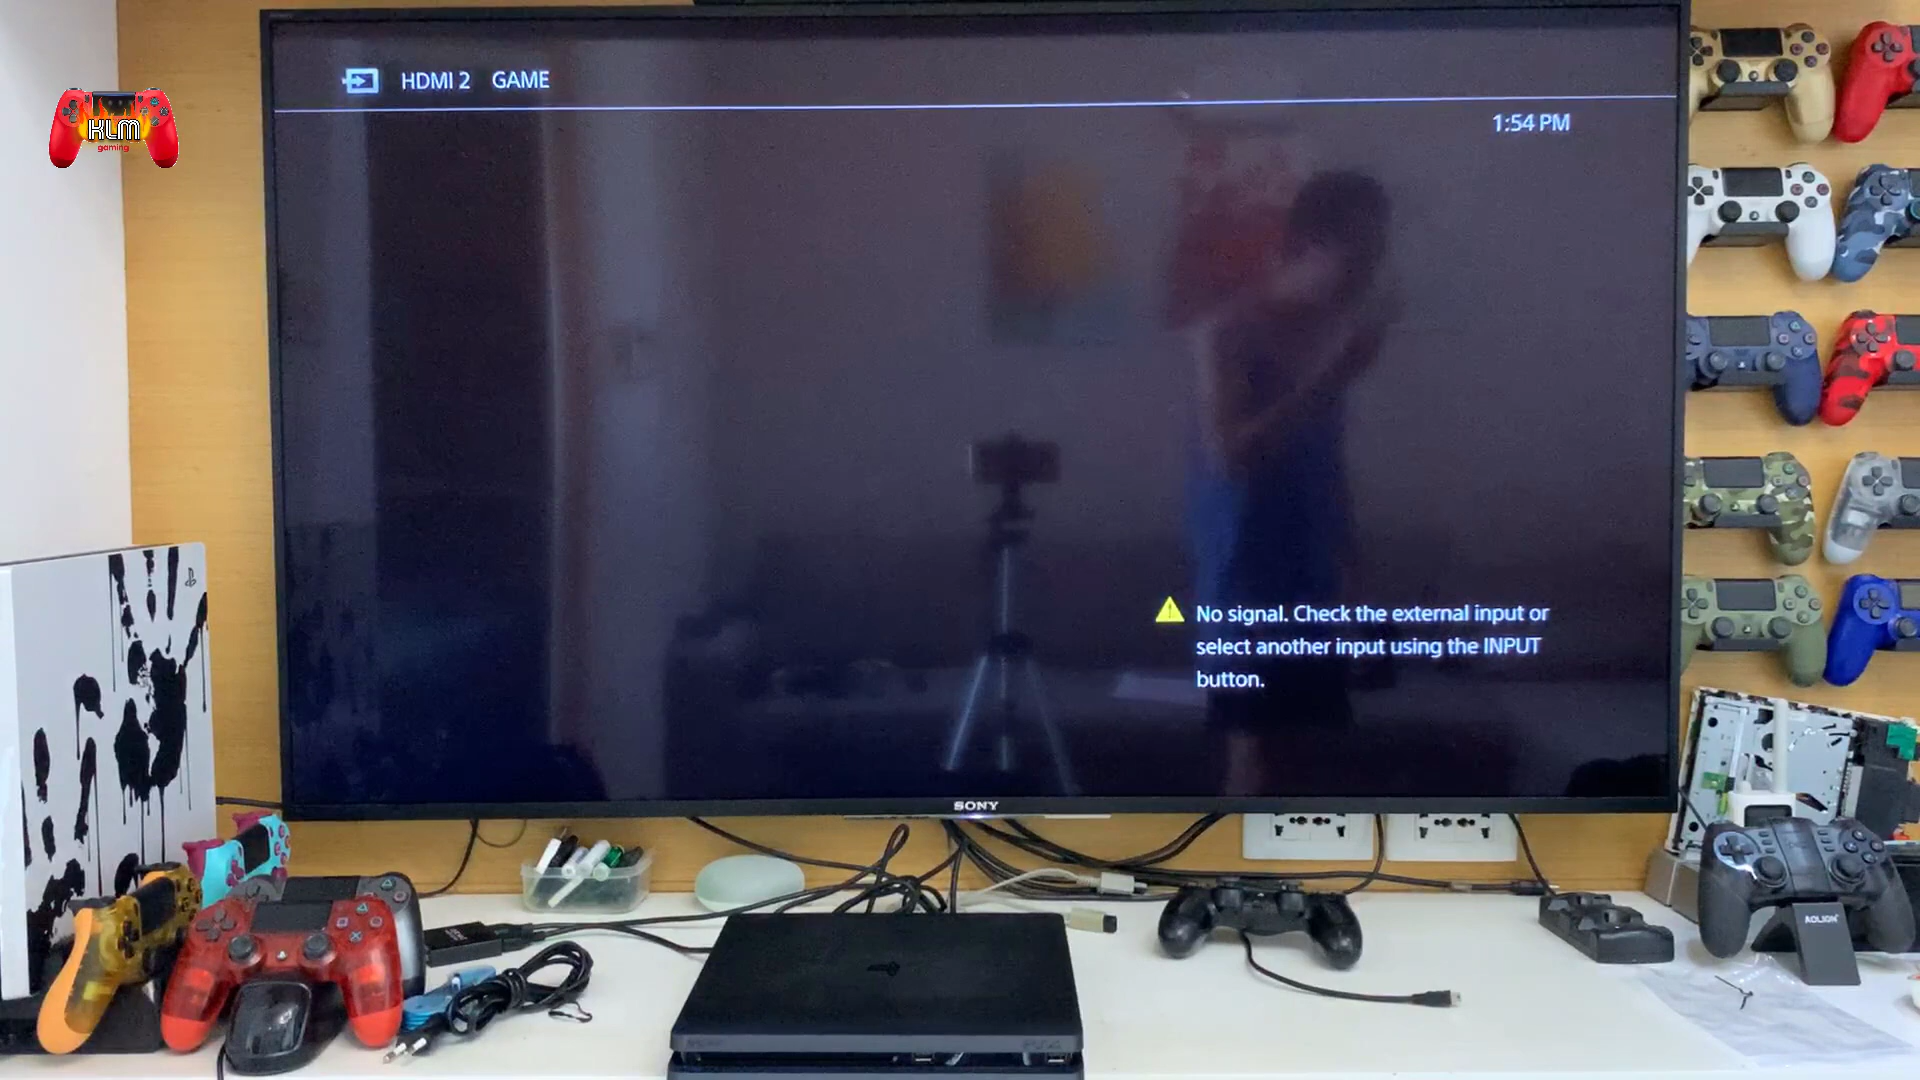 HDMI 2 GAME
1:54 PM
KLM
gaming
No signal. Check the external input or
select another input using the INPUT
button.
SONY
AOLION
PS4